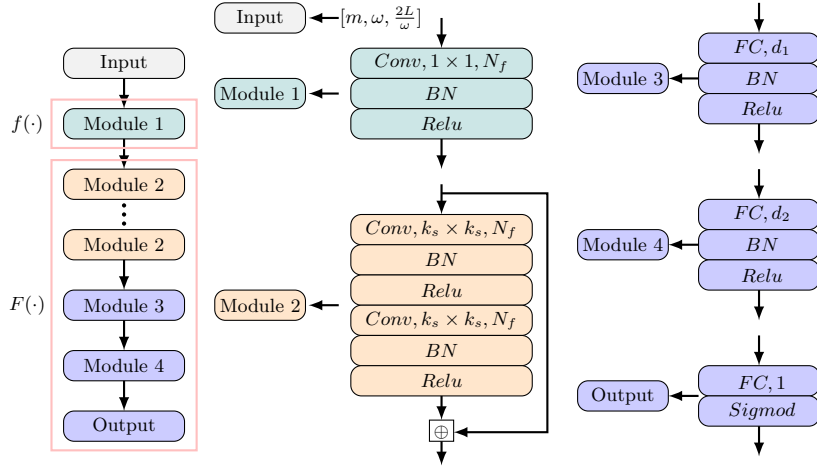 Input
f(·)
Module 1
Module 2
Module 2
F(·)
Module 3
Module 4
Output
Input
[m, ω, 2L/ω]
Module 1
Conv, 1 × 1, N_f
BN
Relu
Module 2
Conv, k_s × k_s, N_f
BN
Relu
Conv, k_s × k_s, N_f
BN
Relu
⊕
Module 3
FC, d_1
BN
Relu
Module 4
FC, d_2
BN
Relu
Output
FC, 1
Sigmod